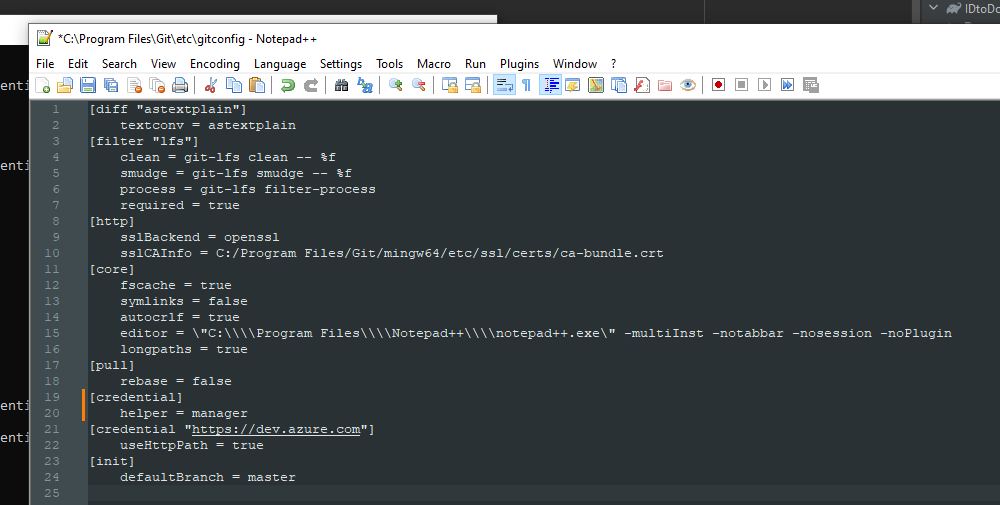 IDtoDo
*C:\Program Files\Git\etc\gitconfig - Notepad++
File Edit Search View Encoding Language Settings Tools Macro Run Plugins Window ?
1 [diff "astextplain"]
2 textconv = astextplain
3 [filter "lfs"]
4 clean = git-lfs clean -- %f
5 smudge = git-lfs smudge -- %f
6 process = git-lfs filter-process
7 required = true
8 [http]
9 sslBackend = openssl
10 sslCAInfo = C:/Program Files/Git/mingw64/etc/ssl/certs/ca-bundle.crt
11 [core]
12 fscache = true
13 symlinks = false
14 autocrlf = true
15 editor = \"C:\\\\Program Files\\\\Notepad++\\\\notepad++.exe\" -multiInst -notabbar -nosession -noPlugin
16 longpaths = true
17 [pull]
18 rebase = false
19 [credential]
20 helper = manager
21 [credential "https://dev.azure.com"]
22 useHttpPath = true
23 [init]
24 defaultBranch = master
25
enti
enti
enti
enti